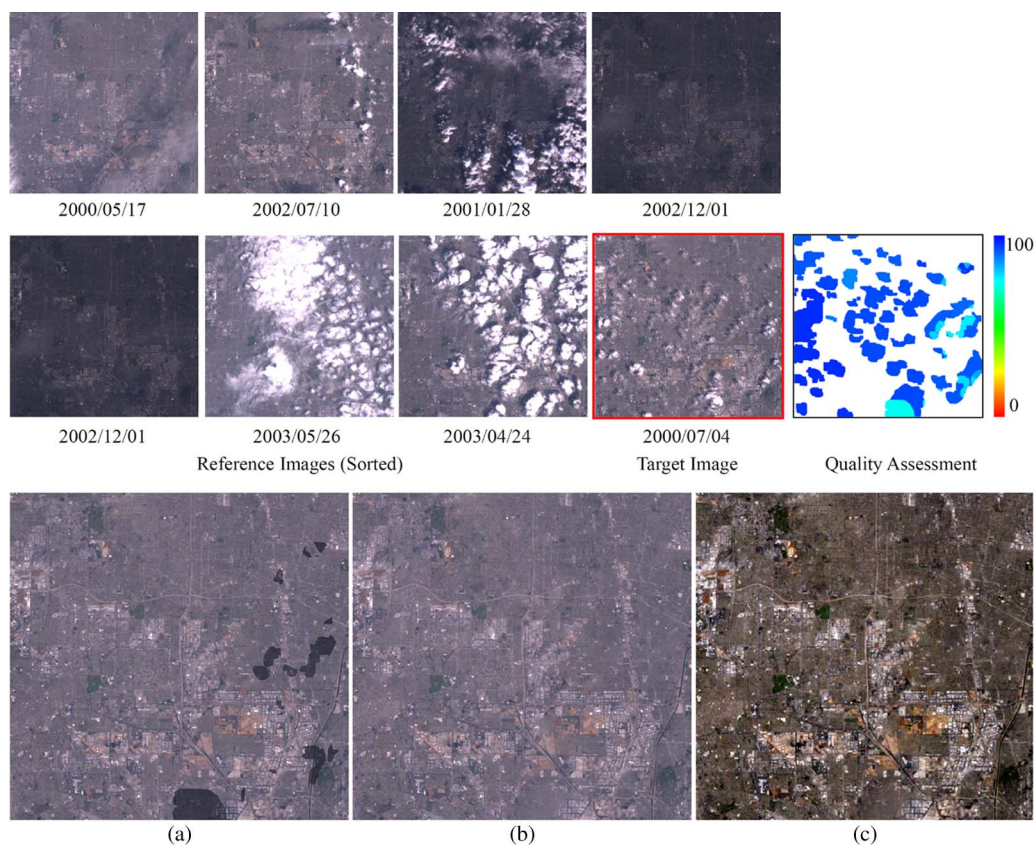 2000/05/17
2002/07/10
2001/01/28
2002/12/01
100
0
2002/12/01
2003/05/26
2003/04/24
2000/07/04
Reference Images (Sorted)
Target Image
Quality Assessment
(a)
(b)
(c)